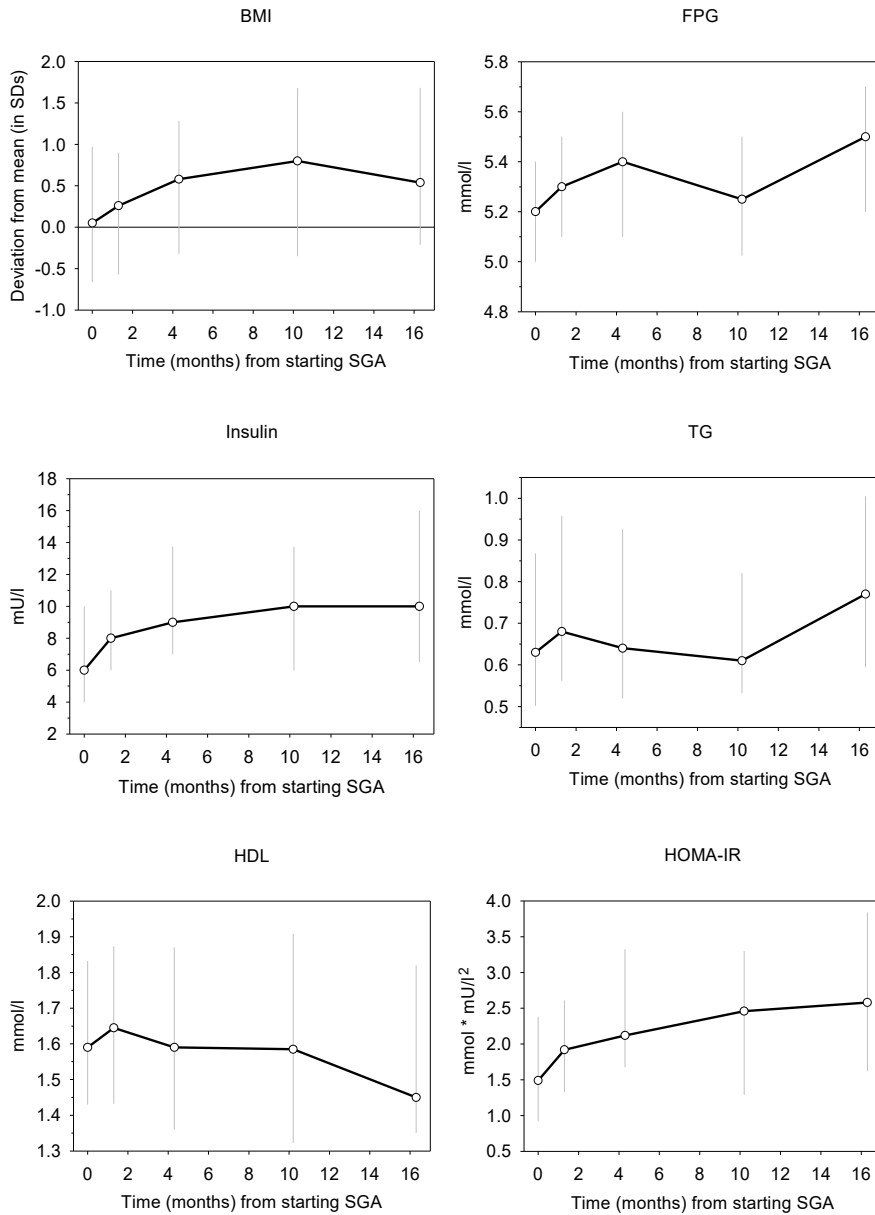 BMI
2.0
1.5
1.0
0.5
0.0
-0.5
-1.0
Deviation from mean (in SDs)
0 2 4 6 8 10 12 14 16
Time (months) from starting SGA
FPG
5.8
5.6
5.4
5.2
5.0
4.8
mmol/l
0 2 4 6 8 10 12 14 16
Time (months) from starting SGA
Insulin
18
16
14
12
10
8
6
4
2
mU/l
0 2 4 6 8 10 12 14 16
Time (months) from starting SGA
TG
1.0
0.9
0.8
0.7
0.6
0.5
mmol/l
0 2 4 6 8 10 12 14 16
Time (months) from starting SGA
HDL
2.0
1.9
1.8
1.7
1.6
1.5
1.4
1.3
mmol/l
0 2 4 6 8 10 12 14 16
Time (months) from starting SGA
HOMA-IR
4.0
3.5
3.0
2.5
2.0
1.5
1.0
0.5
mmol * mU/l²
0 2 4 6 8 10 12 14 16
Time (months) from starting SGA